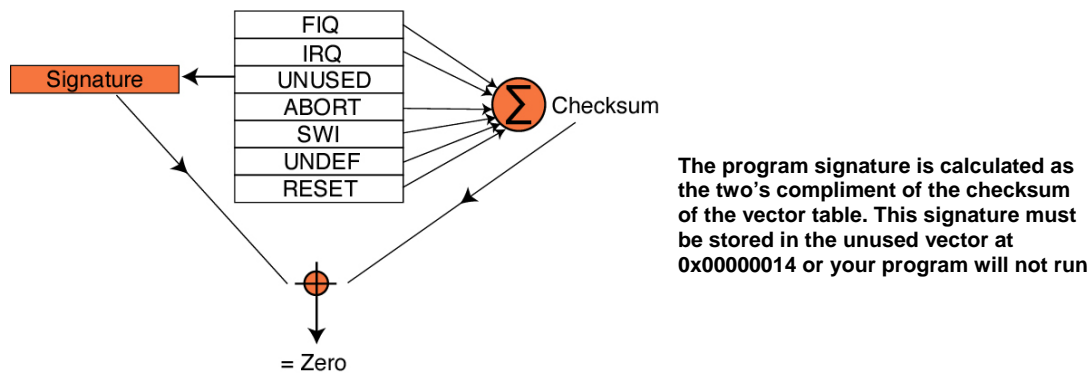 FIQ
IRQ
Signature
UNUSED
ABORT
Σ Checksum
SWI
UNDEF
RESET
The program signature is calculated as
the two's compliment of the checksum
of the vector table. This signature must
be stored in the unused vector at
0x00000014 or your program will not run
= Zero